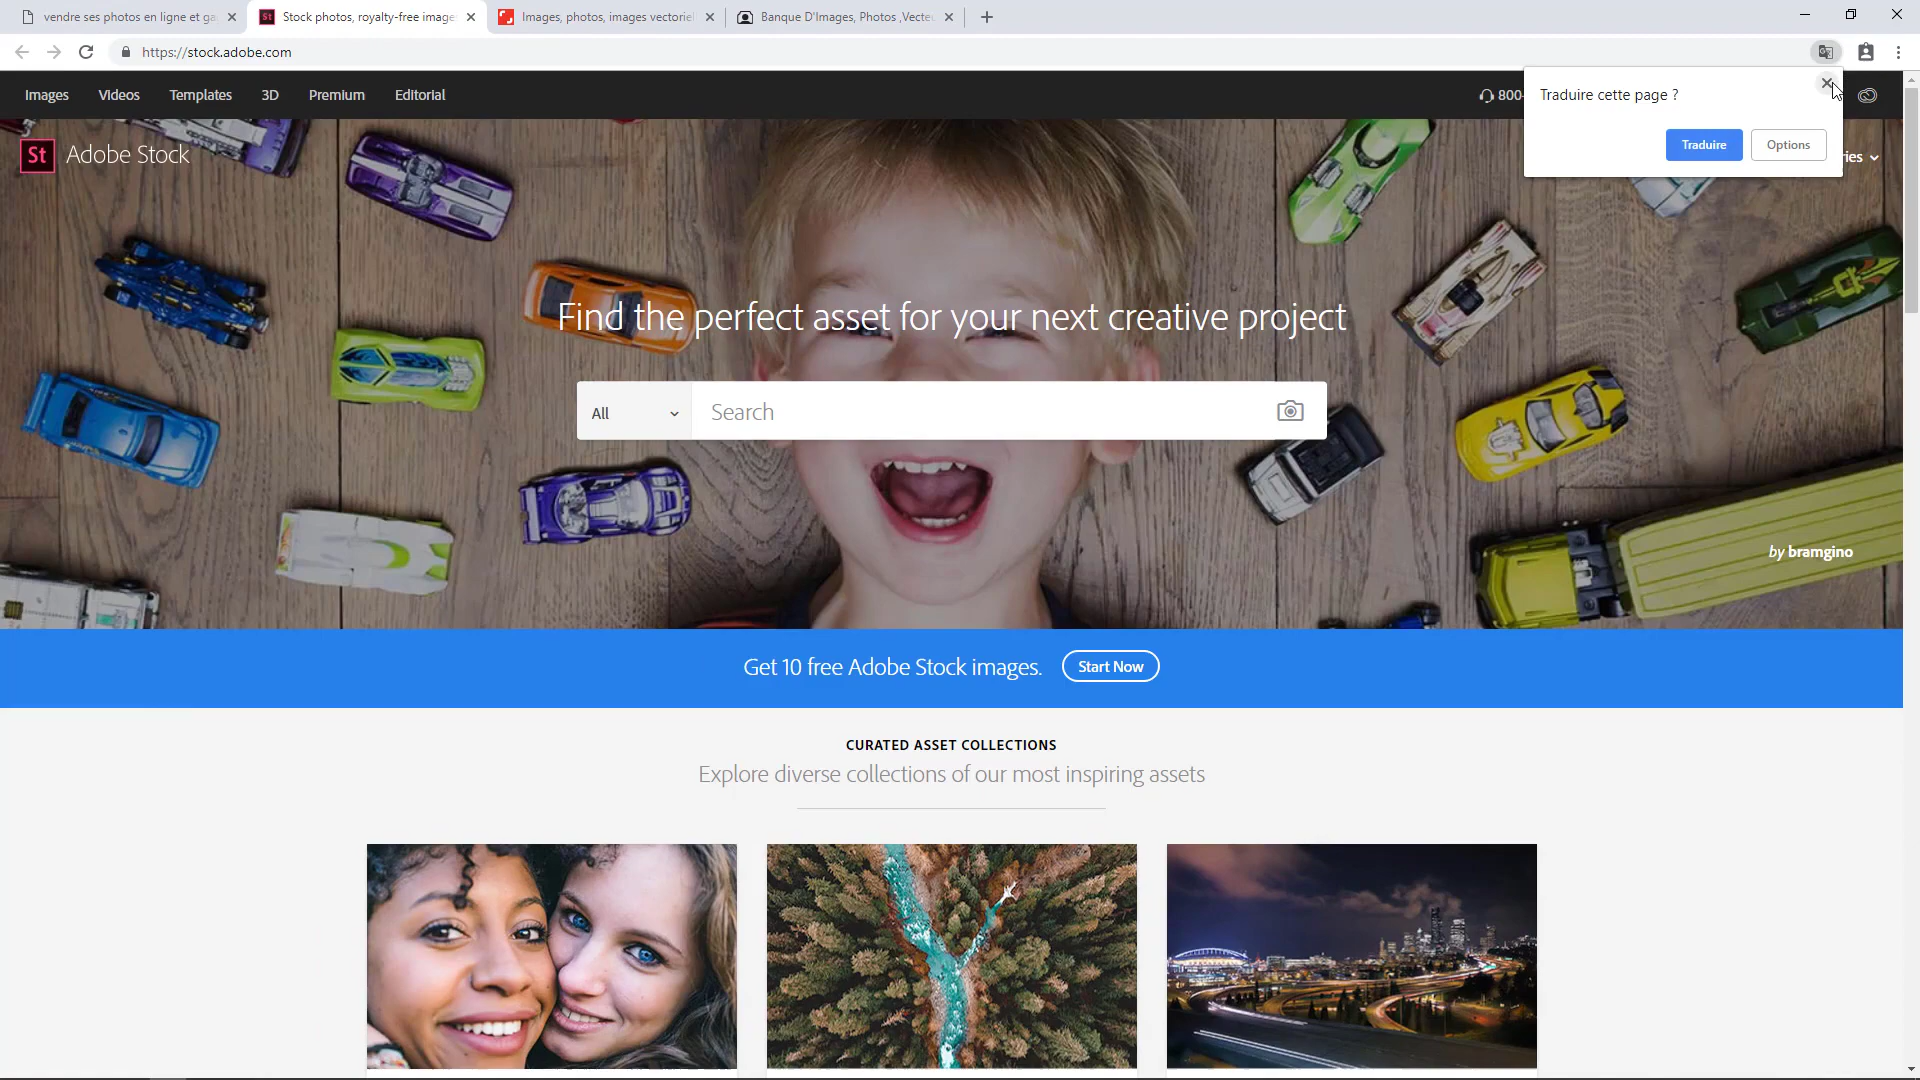 vendre ses photos en ligne et ga
Stock photos, royalty-free image
Images, photos, images vectoriel
Banque D'Images, Photos ,Vecte
https://stock.adobe.com
Images
Videos
Templates
3D
Premium
Editorial
800-
Traduire cette page ?
Traduire
Options
ries
St
Adobe Stock
Find the perfect asset for your next creative project
All
Search
by bramgino
Get 10 free Adobe Stock images.
Start Now
CURATED ASSET COLLECTIONS
Explore diverse collections of our most inspiring assets